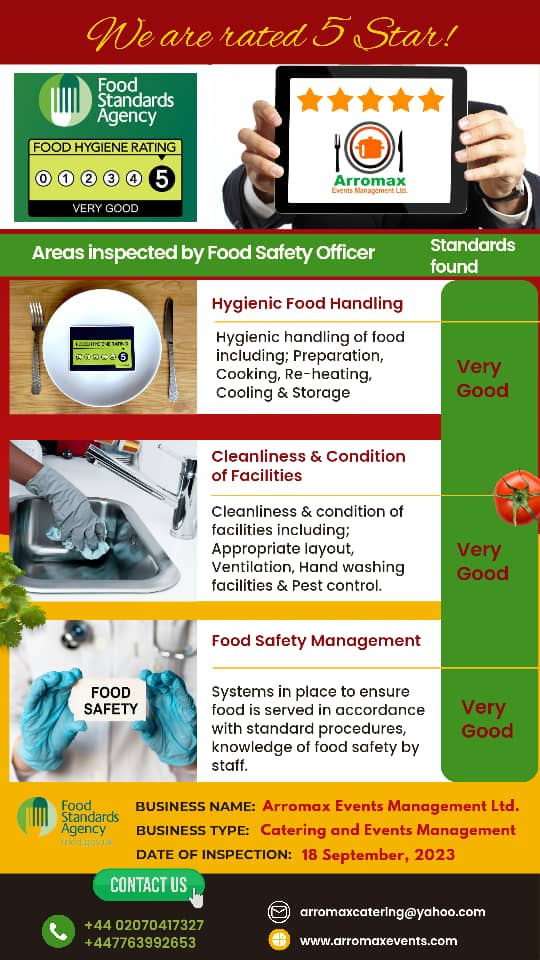 We are rated 5 Star!
Food
Standards
Agency
FOOD HYGIENE RATING
0 1 2 3 4 5
VERY GOOD
Arromax
Events Management Ltd.
Areas inspected by Food Safety Officer
Standards
found
FOOD HYGIENE RATING
5
Hygienic Food Handling
Hygienic handling of food
including; Preparation,
Cooking, Re-heating,
Cooling & Storage
Very
Good
Cleanliness & Condition
of Facilities
Cleanliness & condition of
facilities including;
Appropriate layout,
Ventilation, Hand washing
facilities & Pest control.
Very
Good
FOOD
SAFETY
Food Safety Management
Systems in place to ensure
food is served in accordance
with standard procedures,
knowledge of food safety by
staff.
Very
Good
Food
Standards
Agency
food.gov.uk
BUSINESS NAME: Arromax Events Management Ltd.
BUSINESS TYPE: Catering and Events Management
DATE OF INSPECTION: 18 September, 2023
CONTACT US
+44 02070417327
+447763992653
arromaxcatering@yahoo.com
www.arromaxevents.com